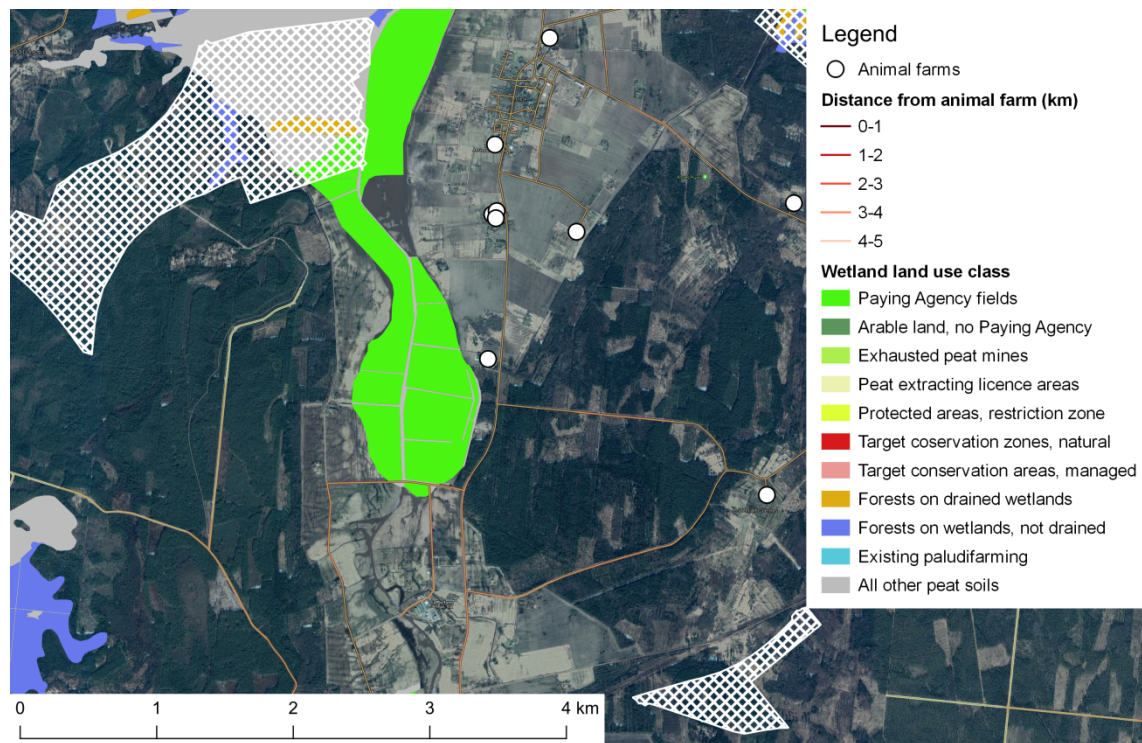 Legend
Animal farms
Distance from animal farm (km)
0-1
1-2
2-3
3-4
4-5
Wetland land use class
Paying Agency fields
Arable land, no Paying Agency
Exhausted peat mines
Peat extracting licence areas
Protected areas, restriction zone
Target coservation zones, natural
Target conservation areas, managed
Forests on drained wetlands
Forests on wetlands, not drained
Existing paludifarming
All other peat soils
0 1 2 3 4 km